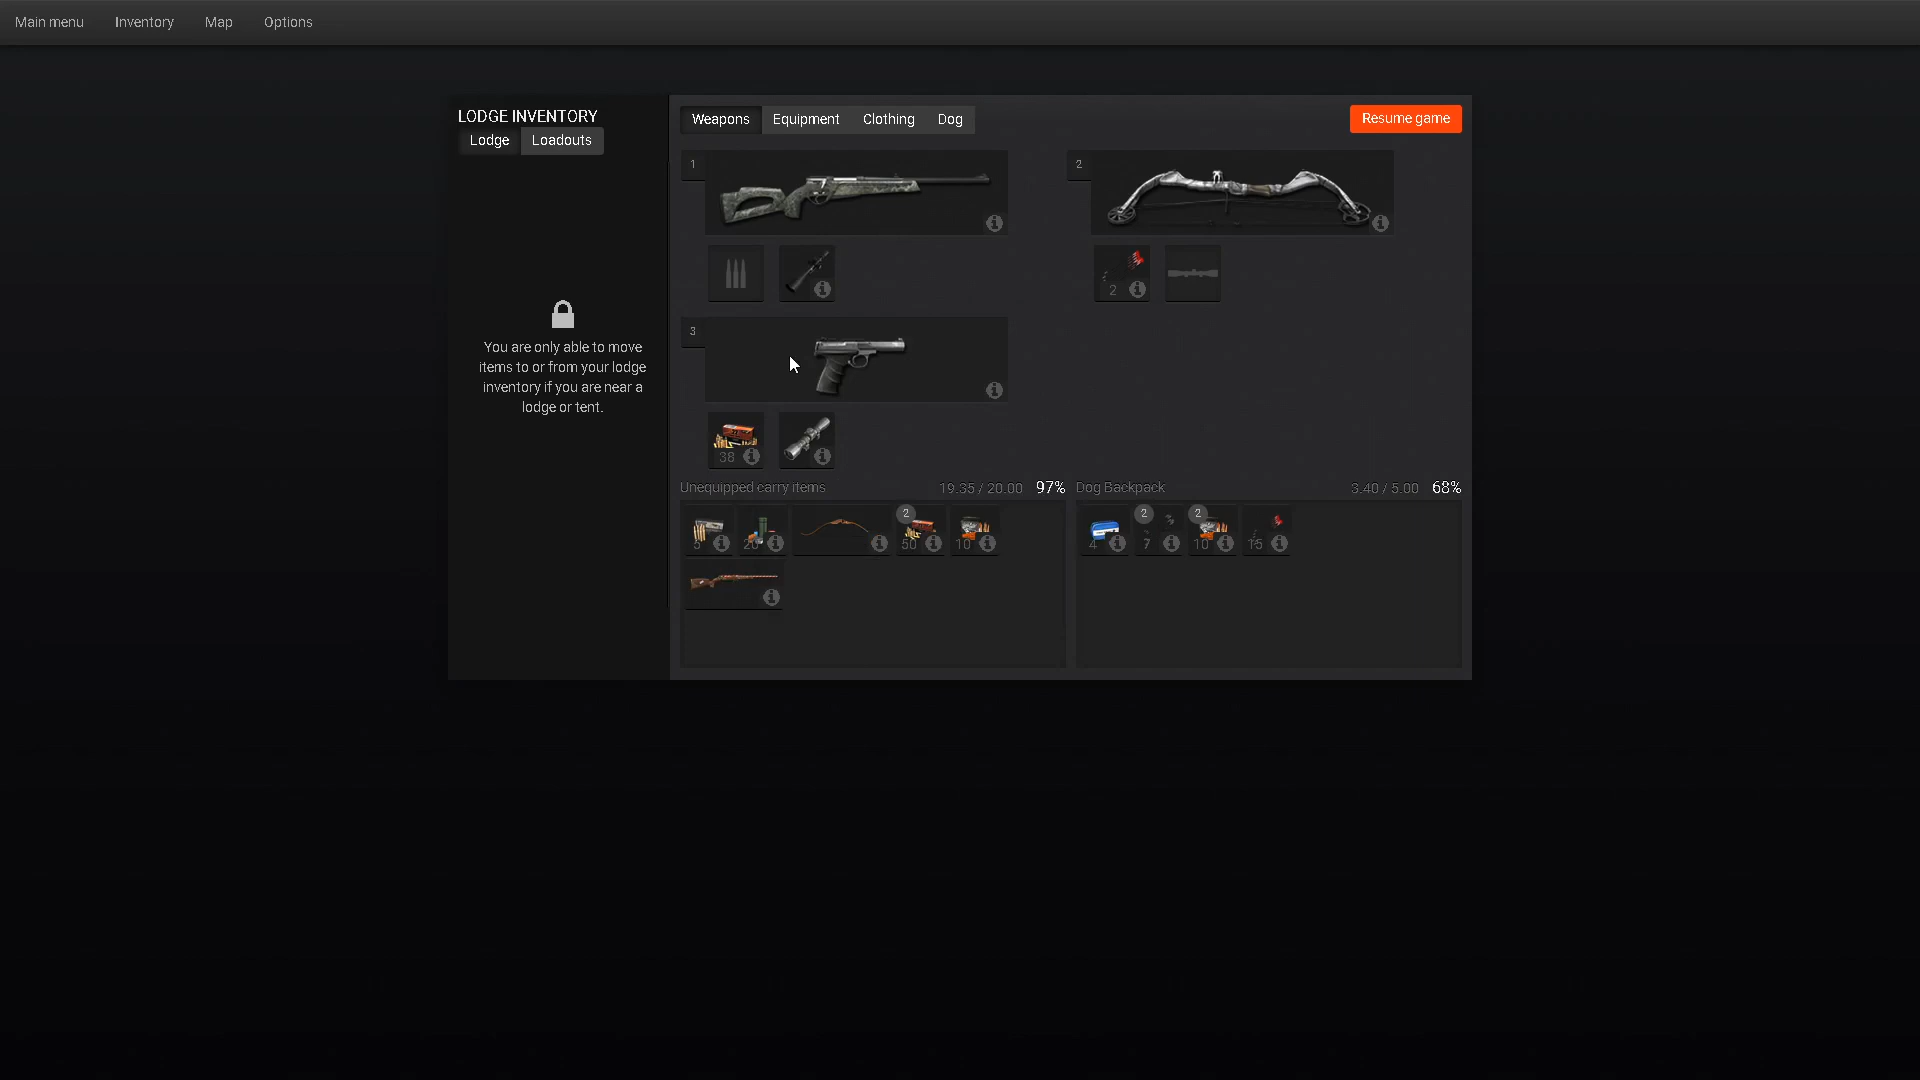 Main menu Inventory Map Options
LODGE INVENTORY
Lodge Loadouts
You are only able to move
items to or from your lodge
inventory if you are near a
lodge or tent.
Weapons Equipment Clothing Dog
Resume game
1
2
2
3
38
Unequipped carry items 19.35 / 20.00 97%
Dog Backpack 3.40 / 5.00 68%
2
5 20 50 10
2 2
4 7 10 15